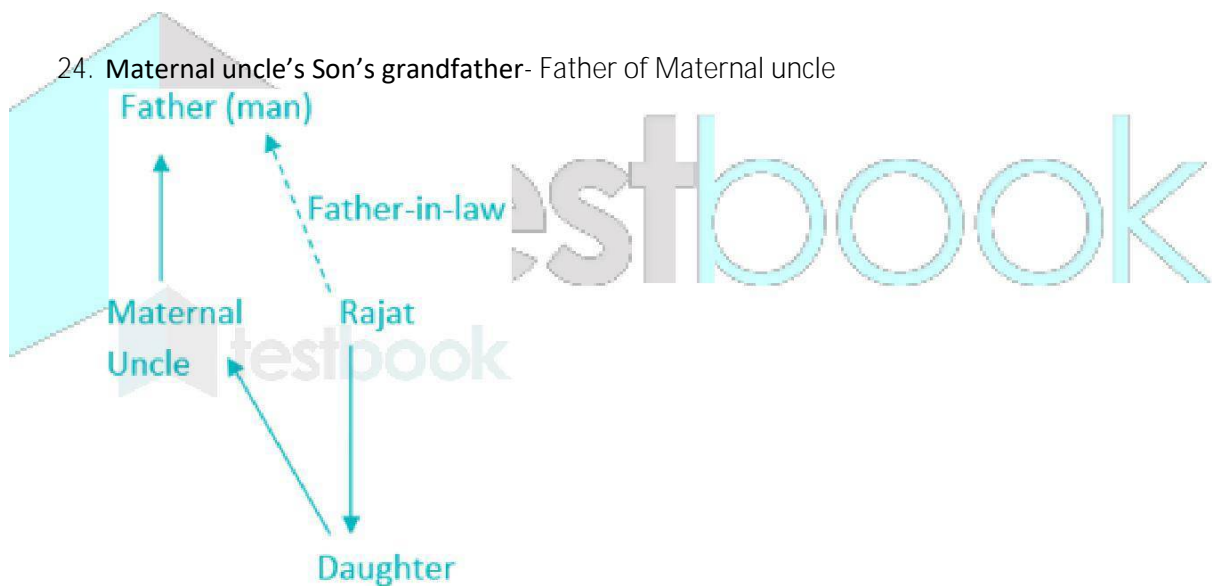 24. Maternal uncle's Son's grandfather- Father of Maternal uncle
Father (man)
estbook
Father-in-law
Maternal Rajat
Uncle
testbook
Daughter